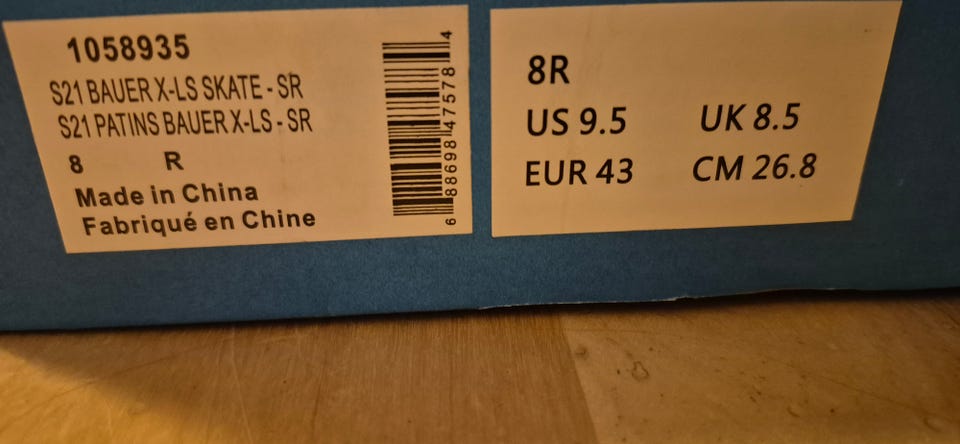 1058935
S21 BAUER X-LS SKATE - SR
S21 PATINS BAUER X-LS - SR
8 R
Made in China
Fabriqué en Chine
6 88698 47578 4
8R
US 9.5 UK 8.5
EUR 43 CM 26.8